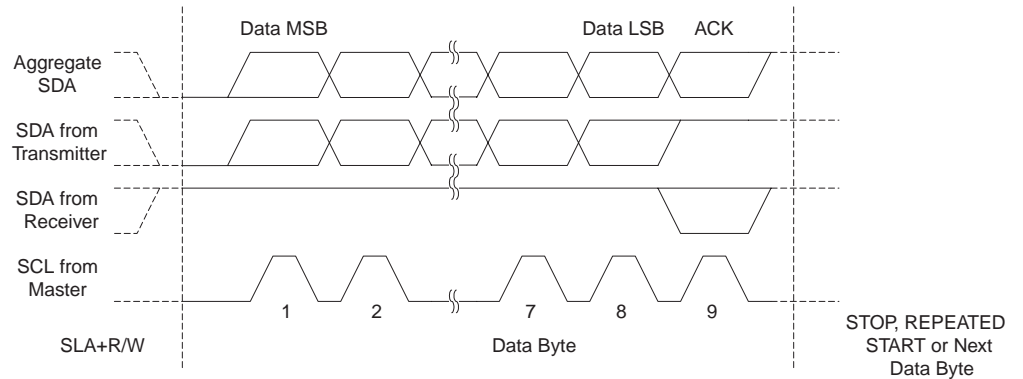 Data MSB
Data LSB
ACK
Aggregate
SDA
SDA from
Transmitter
SDA from
Receiver
SCL from
Master
1
2
7
8
9
SLA+R/W
Data Byte
STOP, REPEATED
START or Next
Data Byte